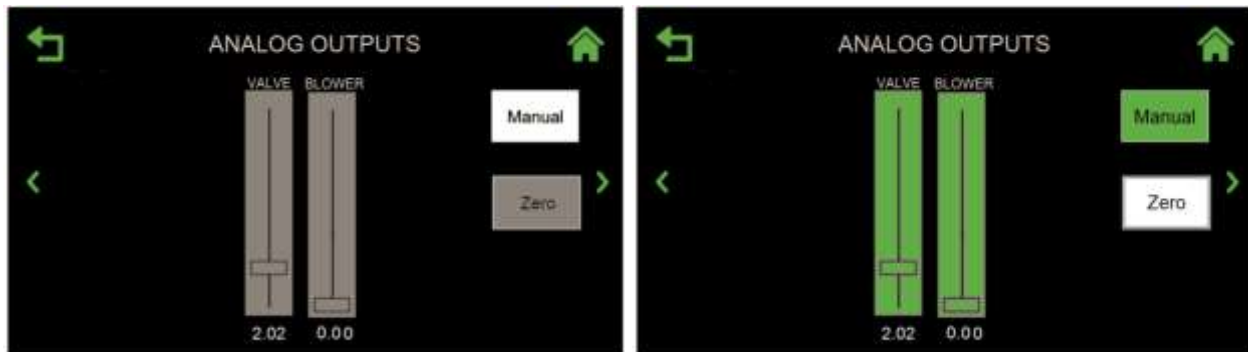 ANALOG OUTPUTS
VALVE BLOWER
Manual
Zero
2.02 0.00
ANALOG OUTPUTS
VALVE BLOWER
Manual
Zero
2.02 0.00